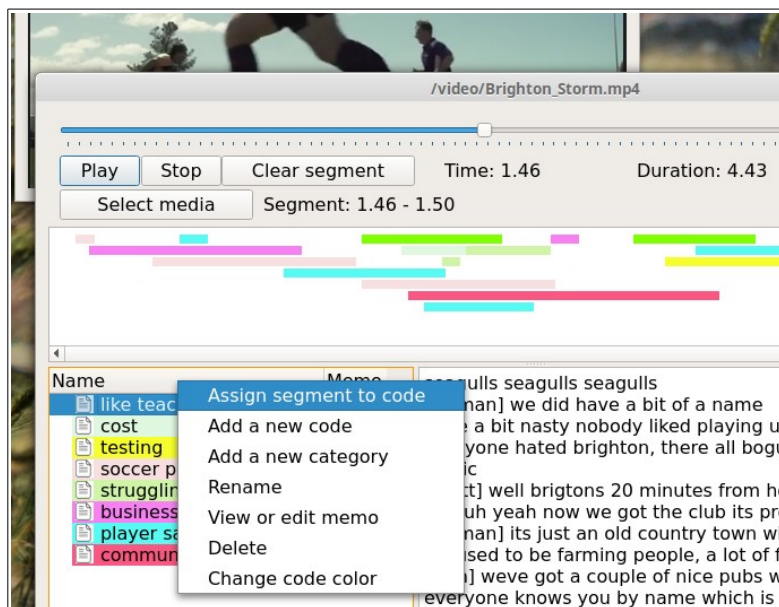 /video/Brighton_Storm.mp4
Play Stop Clear segment Time: 1.46 Duration: 4.43
Select media Segment: 1.46 - 1.50
Name Memo
like teac
cost
testing
soccer p
strugglin
business
player sa
commun
Assign segment to code
Add a new code
Add a new category
Rename
View or edit memo
Delete
Change code color
seagulls seagulls seagulls
man] we did have a bit of a name
a bit nasty nobody liked playing u
yone hated brighton, there all bogu
ic
tt] well brigtons 20 minutes from h
uh yeah now we got the club its pr
man] its just an old country town wi
used to be farming people, a lot of f
] weve got a couple of nice pubs w
everyone knows you by name which is